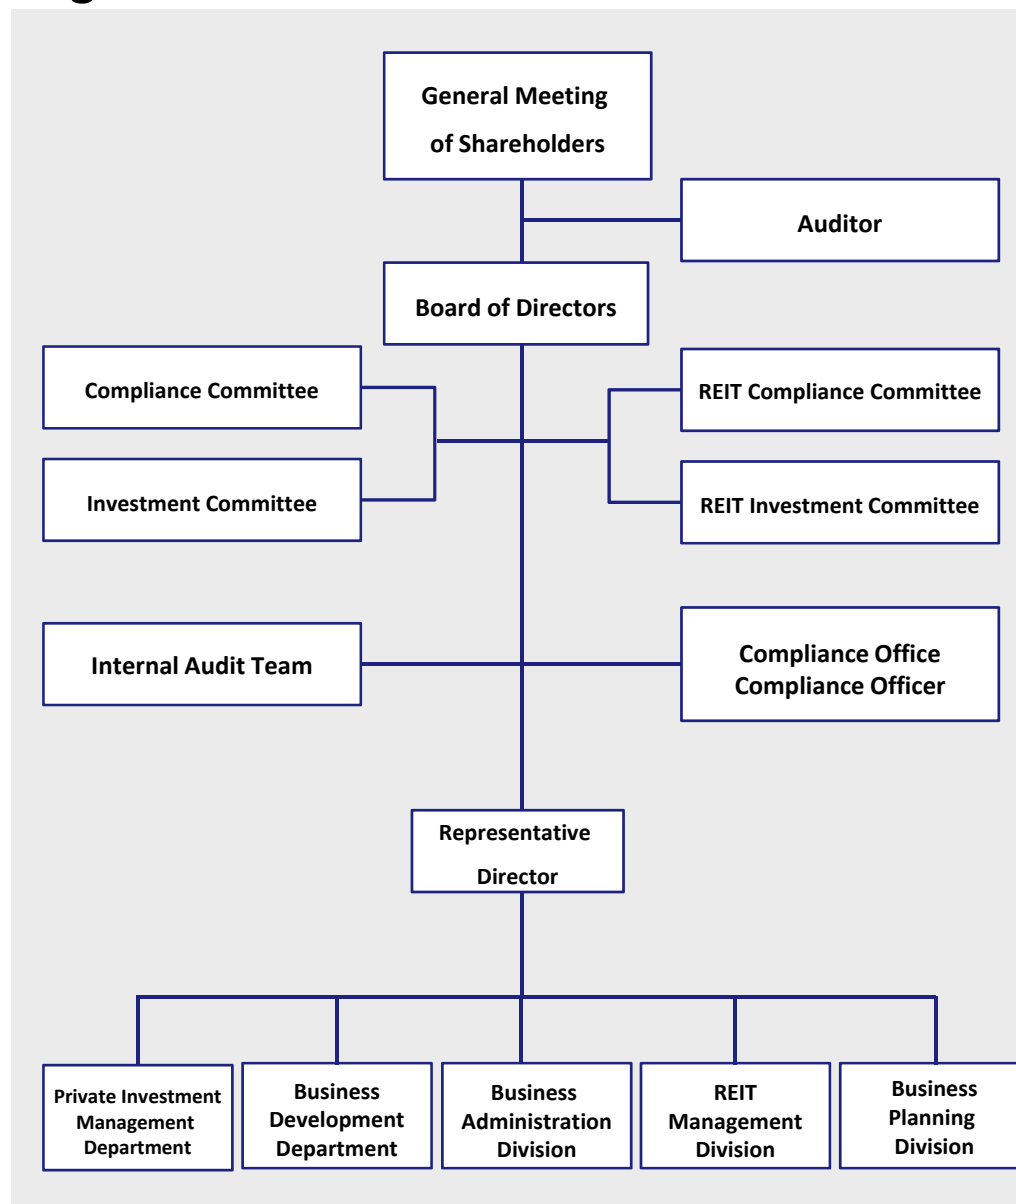 General Meeting
of Shareholders
Auditor
Board of Directors
Compliance Committee
REIT Compliance Committee
Investment Committee
REIT Investment Committee
Internal Audit Team
Compliance Office
Compliance Officer
Representative
Director
Private Investment
Management
Department
Business
Development
Department
Business
Administration
Division
REIT
Management
Division
Business
Planning
Division